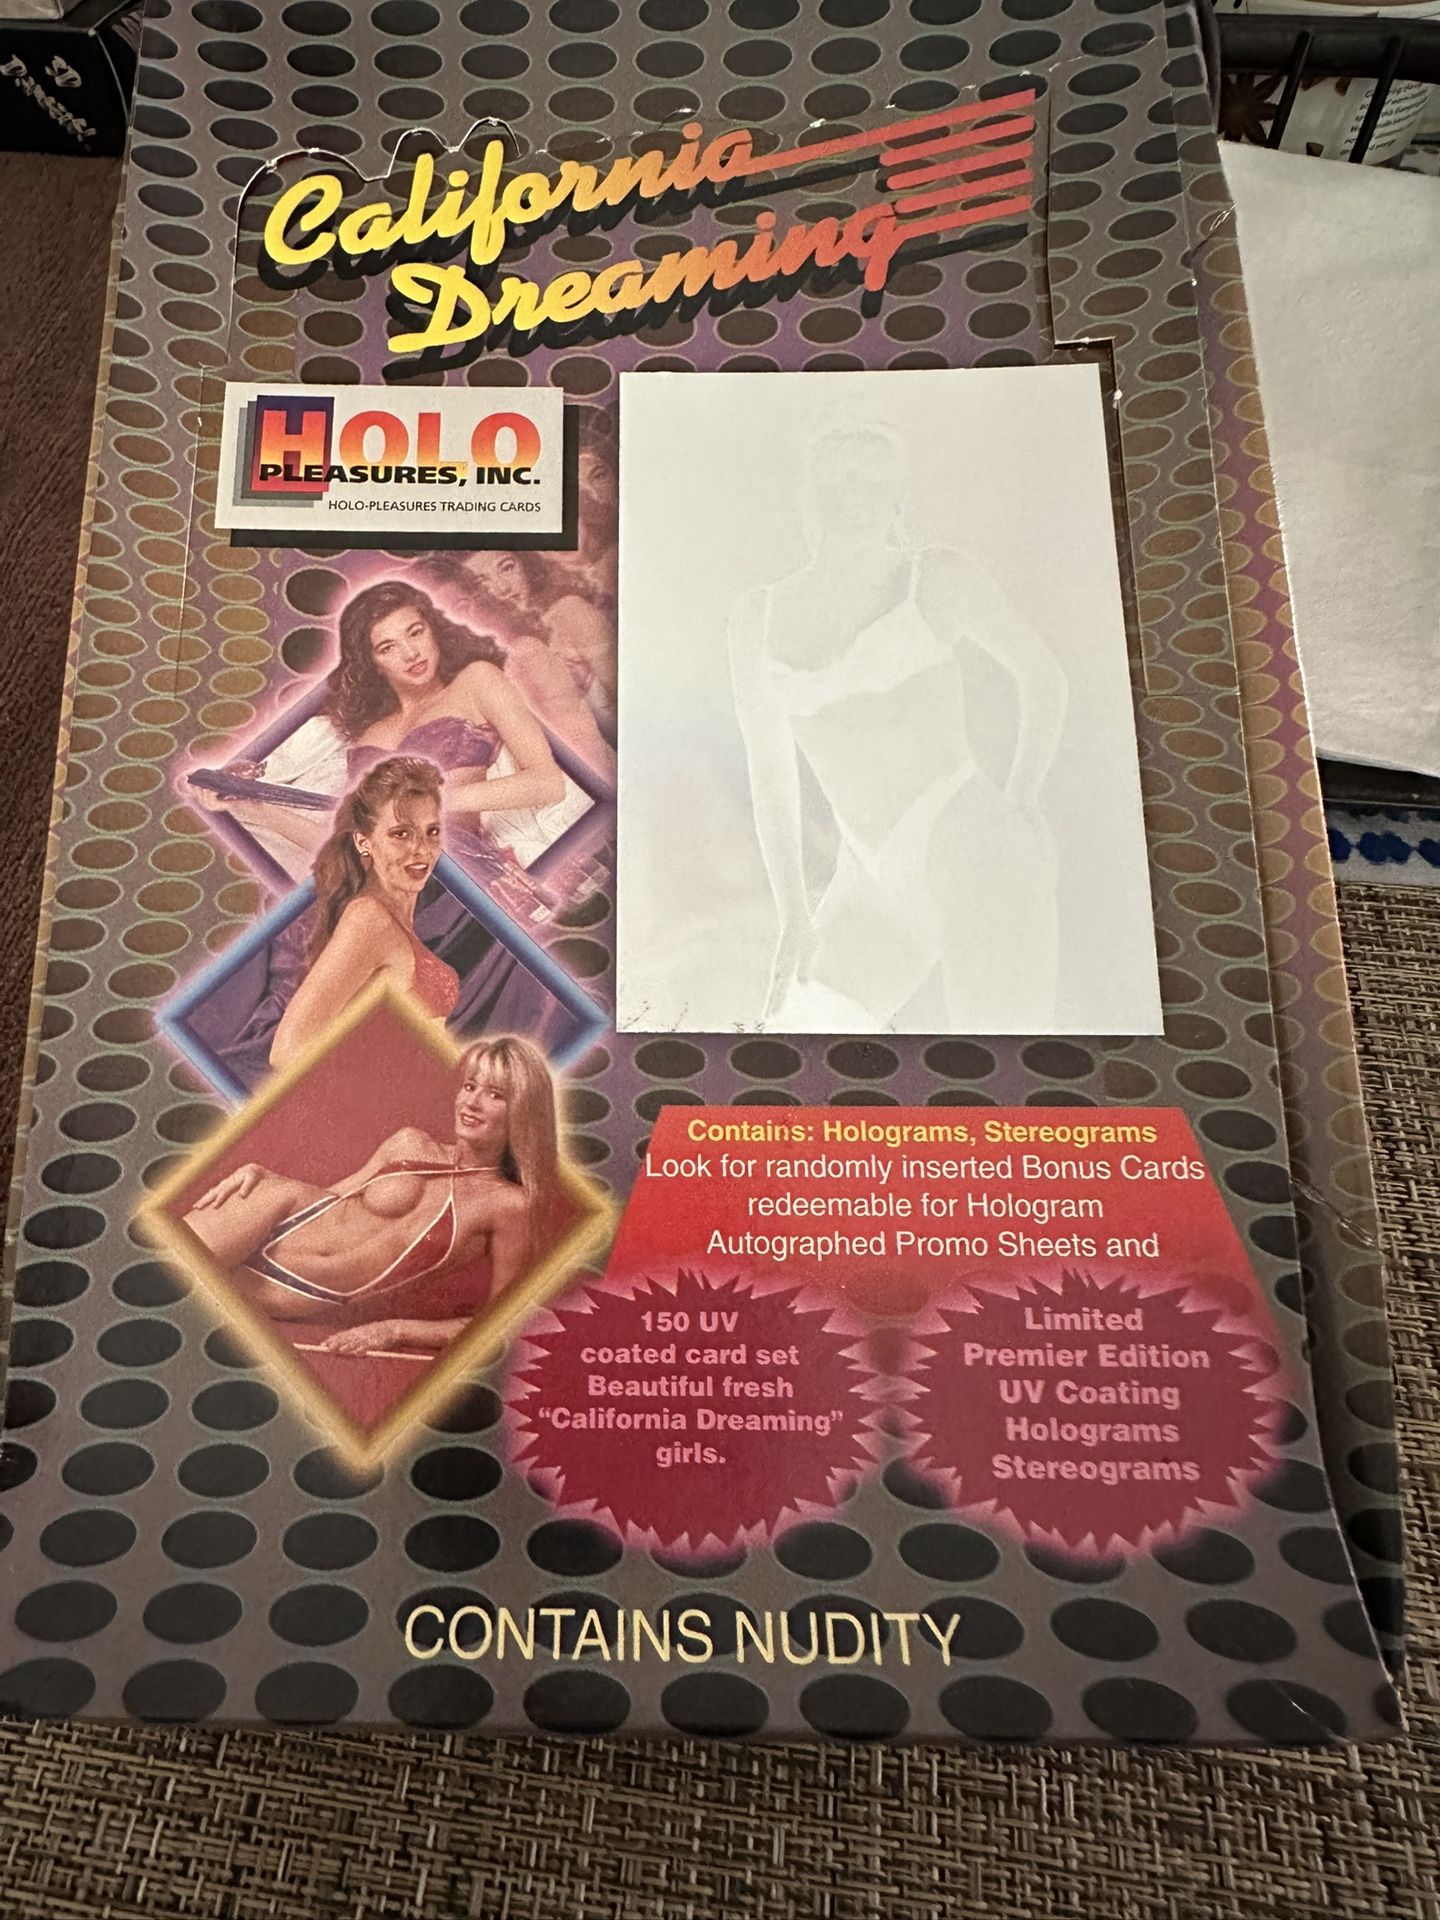 3D
DANGER!
California
Dreaming
HOLO
PLEASURES, INC.
HOLO-PLEASURES TRADING CARDS
Contains: Holograms, Stereograms
Look for randomly inserted Bonus Cards
redeemable for Hologram
Autographed Promo Sheets and
150 UV
coated card set
Beautiful fresh
"California Dreaming"
girls.
Limited
Premier Edition
UV Coating
Holograms
Stereograms
CONTAINS NUDITY